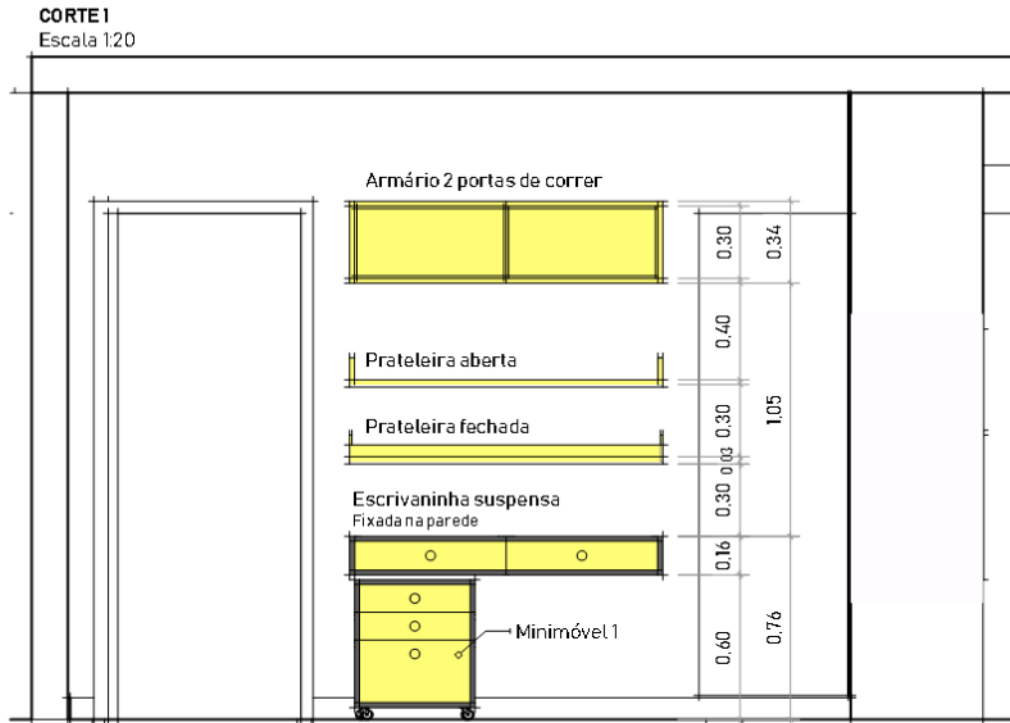 CORTE 1
Escala 1:20
Armário 2 portas de correr
0,30
0,34
0,40
Prateleira aberta
0,30
1,05
Prateleira fechada
0,03
0,30
Escrivaninha suspensa
Fixada na parede
0,16
Minimóvel 1
0,60
0,76